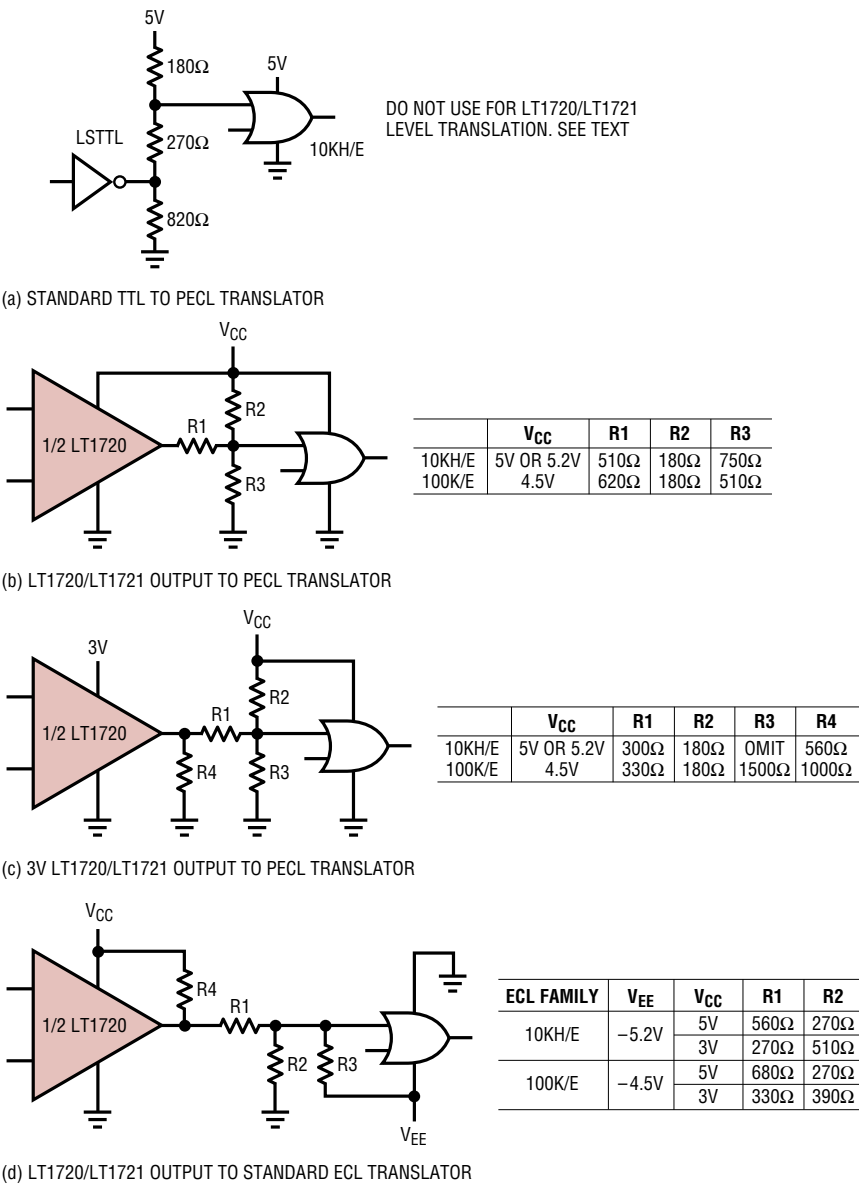 5V
180Ω
5V
DO NOT USE FOR LT1720/LT1721
LEVEL TRANSLATION. SEE TEXT
LSTTL
270Ω
10KH/E
820Ω
(a) STANDARD TTL TO PECL TRANSLATOR
VCC
R2
R1
1/2 LT1720
R3
VCC R1 R2 R3
10KH/E 5V OR 5.2V 510Ω 180Ω 750Ω
100K/E 4.5V 620Ω 180Ω 510Ω
(b) LT1720/LT1721 OUTPUT TO PECL TRANSLATOR
VCC
3V
R2
R1
1/2 LT1720
R4
R3
VCC R1 R2 R3 R4
10KH/E 5V OR 5.2V 300Ω 180Ω OMIT 560Ω
100K/E 4.5V 330Ω 180Ω 1500Ω 1000Ω
(c) 3V LT1720/LT1721 OUTPUT TO PECL TRANSLATOR
VCC
R4
R1
1/2 LT1720
R2
R3
VEE
ECL FAMILY VEE VCC R1 R2
10KH/E −5.2V 5V 560Ω 270Ω
3V 270Ω 510Ω
100K/E −4.5V 5V 680Ω 270Ω
3V 330Ω 390Ω
(d) LT1720/LT1721 OUTPUT TO STANDARD ECL TRANSLATOR